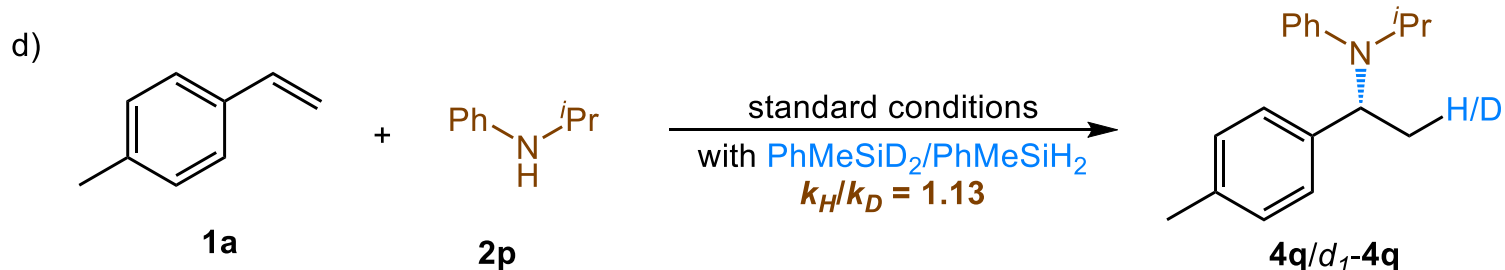 d)
Ph
N
iPr
H/D
+
Ph
N
H
iPr
standard conditions
with PhMeSiD2/PhMeSiH2
kH/kD = 1.13
1a
2p
4q/d1-4q